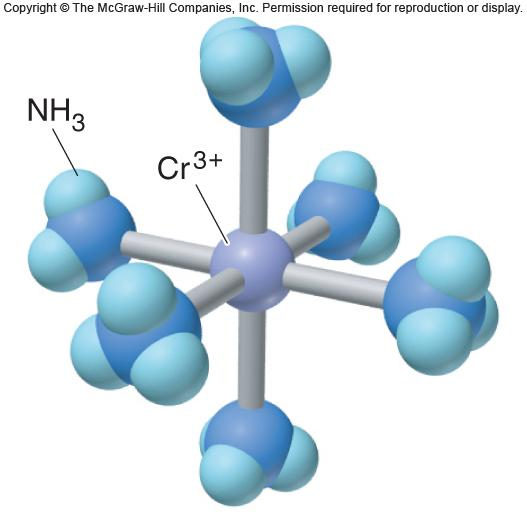 Copyright © The McGraw-Hill Companies, Inc. Permission required for reproduction or display.
NH3
Cr3+